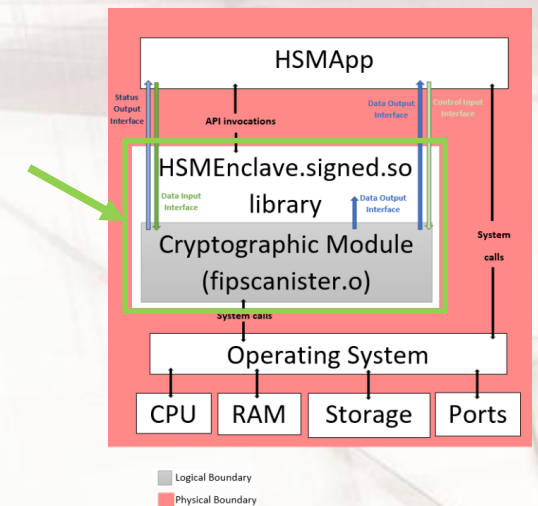 HSMApp
Status
Output
Interface
API invocations
Data Output
Interface
Control Input
Interface
HSMEnclave.signed.so
library
Data Input
Interface
Data Output
Interface
Cryptographic Module
(fipscanister.o)
System
calls
System calls
Operating System
CPU
RAM
Storage
Ports
Logical Boundary
Physical Boundary